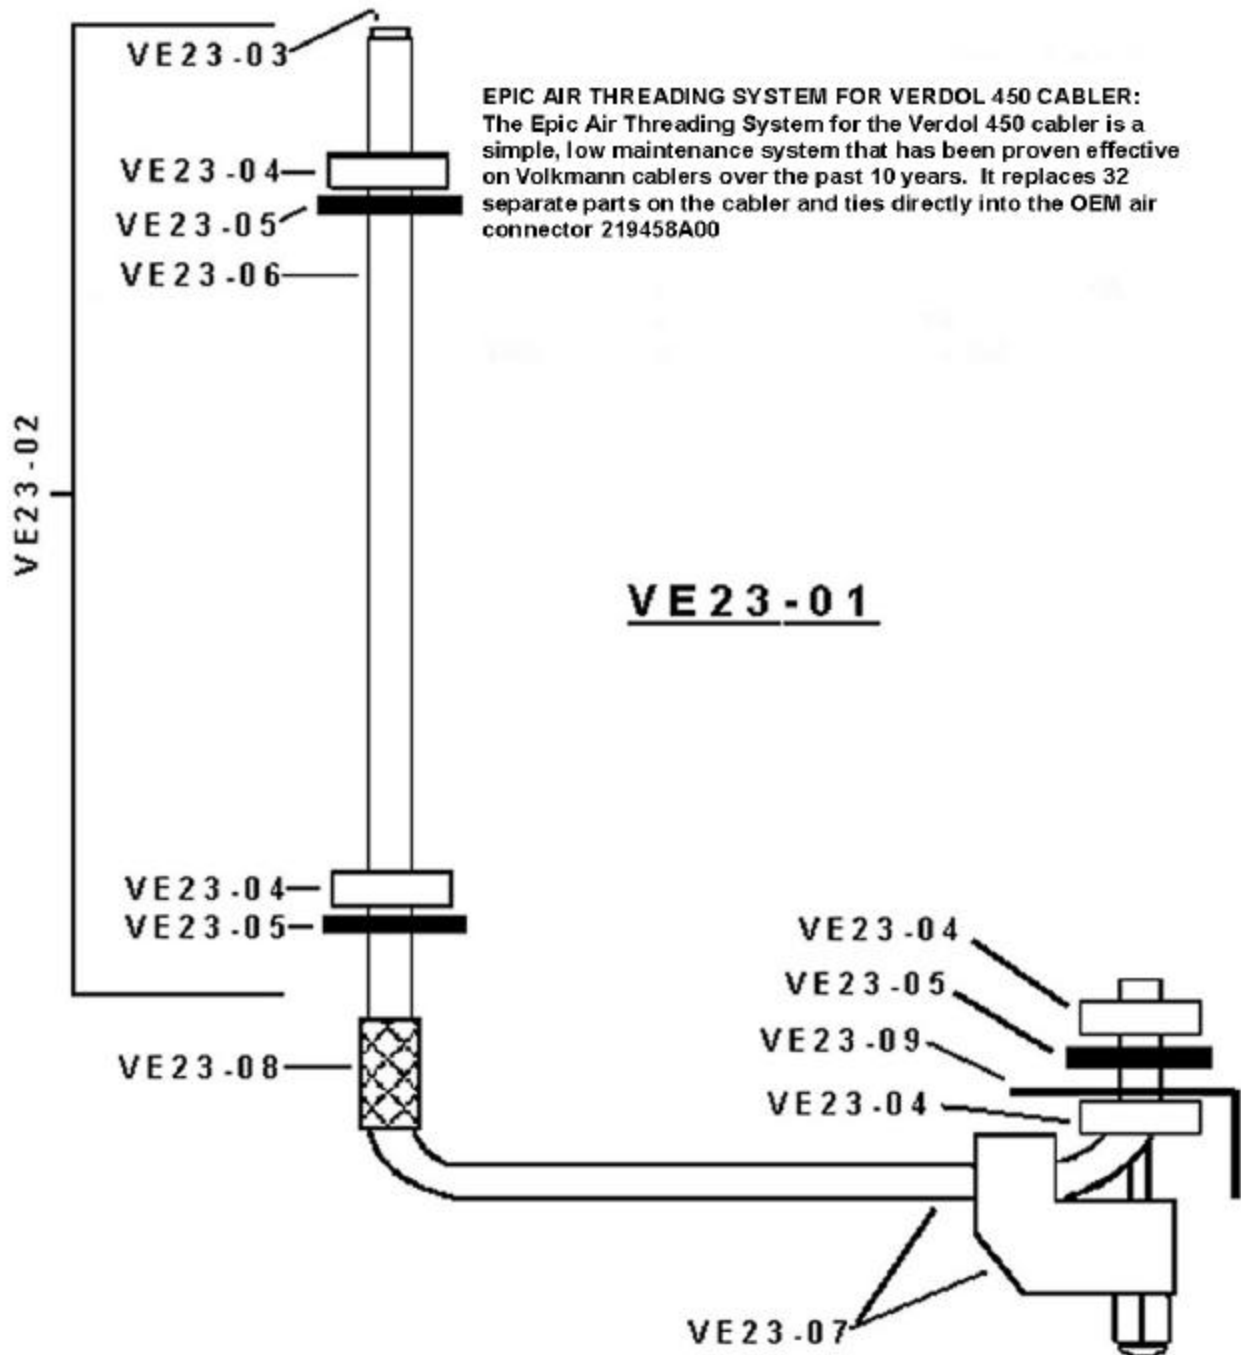 VE23-03
EPIC AIR THREADING SYSTEM FOR VERDOL 450 CABLER:
The Epic Air Threading System for the Verdol 450 cabler is a
simple, low maintenance system that has been proven effective
on Volkmann cablers over the past 10 years. It replaces 32
separate parts on the cabler and ties directly into the OEM air
connector 219458A00
VE23-04
VE23-05
VE23-06
VE23-02
VE23-01
VE23-04
VE23-05
VE23-08
VE23-04
VE23-05
VE23-09
VE23-04
VE23-07